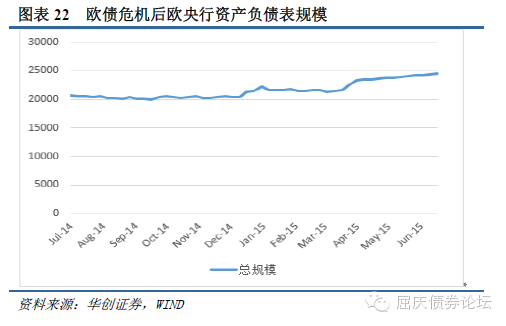 图表 22 欧债危机后欧央行资产负债表规模
30000
25000
20000
15000
10000
5000
0
Jul-14 Aug-14 Sep-14 Oct-14 Nov-14 Dec-14 Jan-15 Feb-15 Mar-15 Apr-15 May-15 Jun-15
总规模
资料来源：华创证券，WIND
屈庆债券论坛